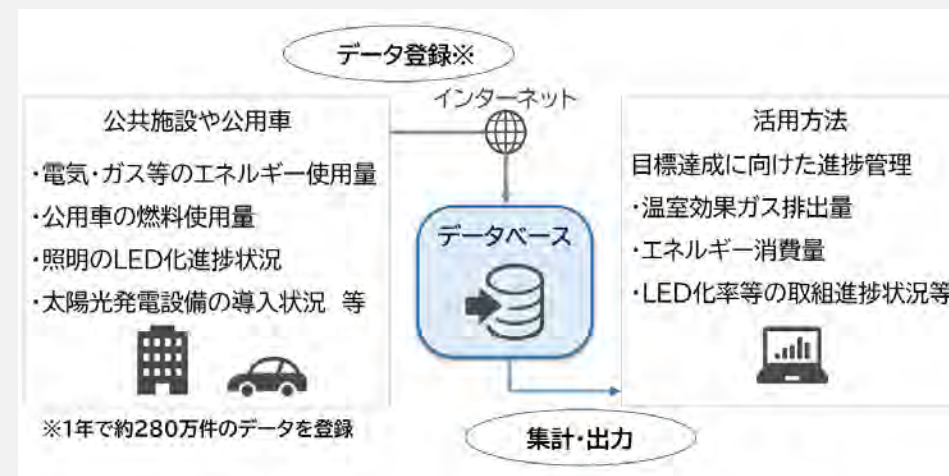 データ登録※
インターネット
公共施設や公用車
・電気・ガス等のエネルギー使用量
・公用車の燃料使用量
・照明のLED化進捗状況
・太陽光発電設備の導入状況 等
※1年で約280万件のデータを登録
データベース
集計・出力
活用方法
目標達成に向けた進捗管理
・温室効果ガス排出量
・エネルギー消費量
・LED化率等の取組進捗状況等